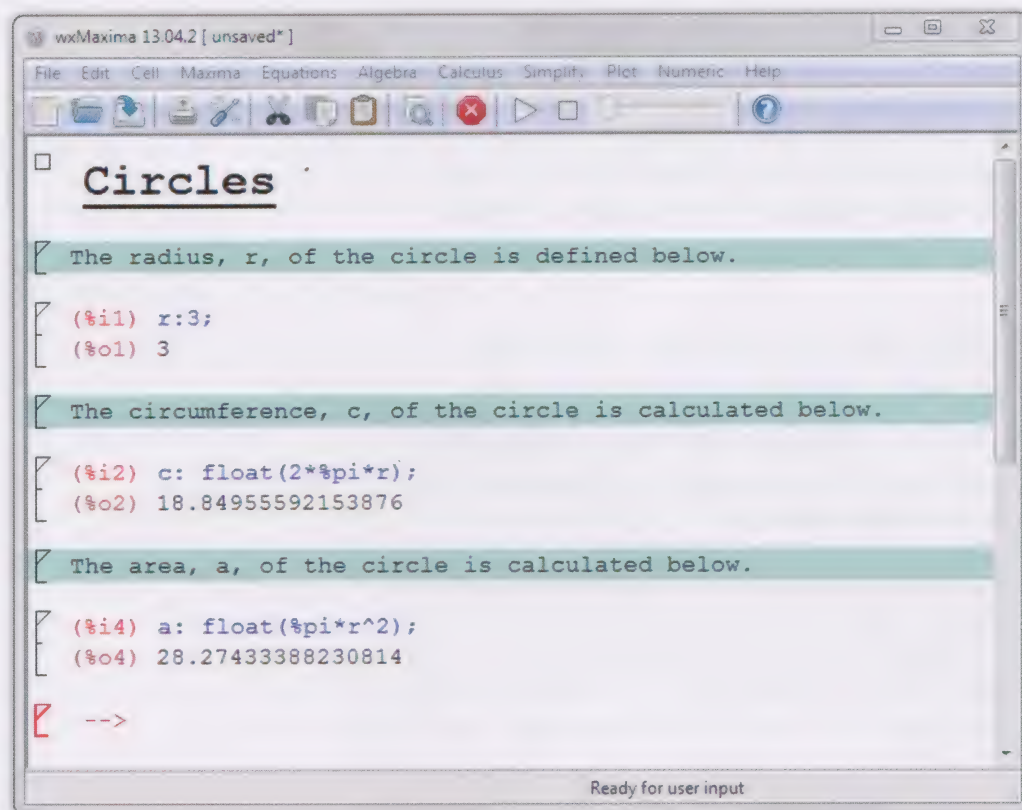 wxMaxima 13.04.2 [ unsaved* ]
File Edit Cell Maxima Equations Algebra Calculus Simplify Plot Numeric Help
Circles
The radius, r, of the circle is defined below.
(%i1) r:3;
(%o1) 3
The circumference, c, of the circle is calculated below.
(%i2) c: float(2*%pi*r);
(%o2) 18.84955592153876
The area, a, of the circle is calculated below.
(%i4) a: float(%pi*r^2);
(%o4) 28.27433388230814
-->
Ready for user input